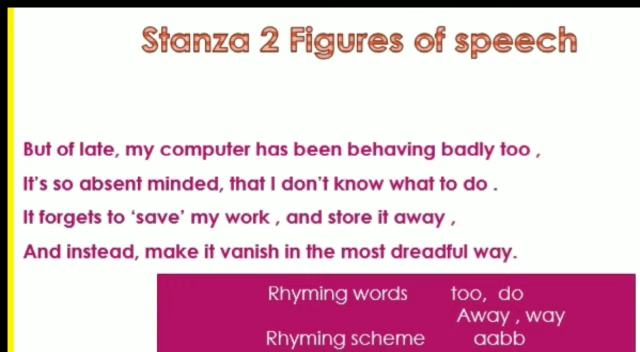 Stanza 2 Figures of speech
But of late, my computer has been behaving badly too ,
It's so absent minded, that I don't know what to do .
It forgets to 'save' my work , and store it away ,
And instead, make it vanish in the most dreadful way.
Rhyming words too, do
Away , way
Rhyming scheme aabb